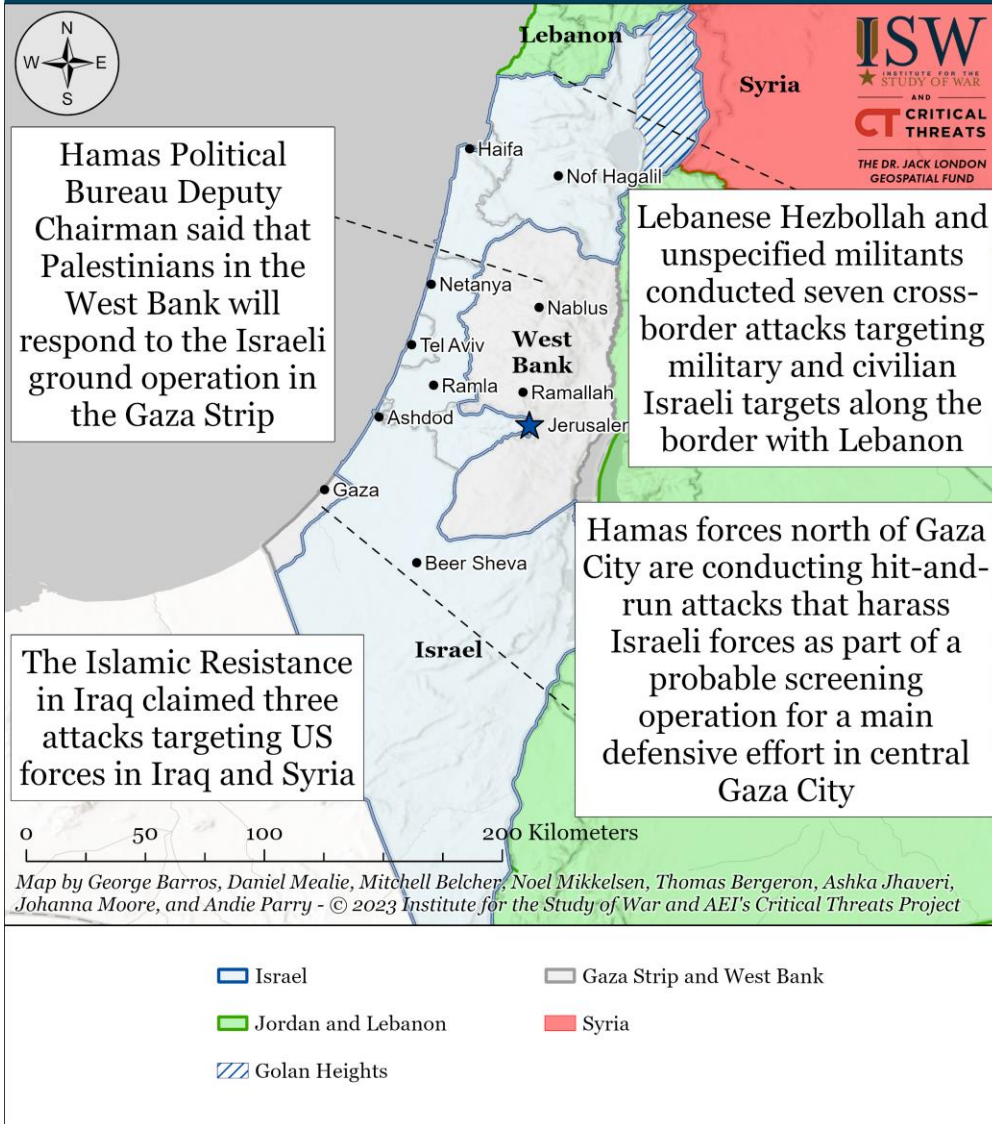 N
W
E
S
Lebanon
Syria
ISW
INSTITUTE FOR THE
STUDY OF WAR
AND
CT CRITICAL
THREATS
THE DR. JACK LONDON
GEOSPATIAL FUND
Hamas Political
Bureau Deputy
Chairman said that
Palestinians in the
West Bank will
respond to the Israeli
ground operation in
the Gaza Strip
Haifa
Nof Hagalil
Lebanese Hezbollah and
unspecified militants
conducted seven cross-
border attacks targeting
military and civilian
Israeli targets along the
border with Lebanon
Netanya
Nablus
Tel Aviv
West
Bank
Ramla
Ramallah
Ashdod
Jerusalem
Gaza
Beer Sheva
Israel
Hamas forces north of Gaza
City are conducting hit-and-
run attacks that harass
Israeli forces as part of a
probable screening
operation for a main
defensive effort in central
Gaza City
The Islamic Resistance
in Iraq claimed three
attacks targeting US
forces in Iraq and Syria
0 50 100 200 Kilometers
Map by George Barros, Daniel Mealie, Mitchell Belcher, Noel Mikkelsen, Thomas Bergeron, Ashka Jhaveri,
Johanna Moore, and Andie Parry - © 2023 Institute for the Study of War and AEI's Critical Threats Project
Israel
Gaza Strip and West Bank
Jordan and Lebanon
Syria
Golan Heights